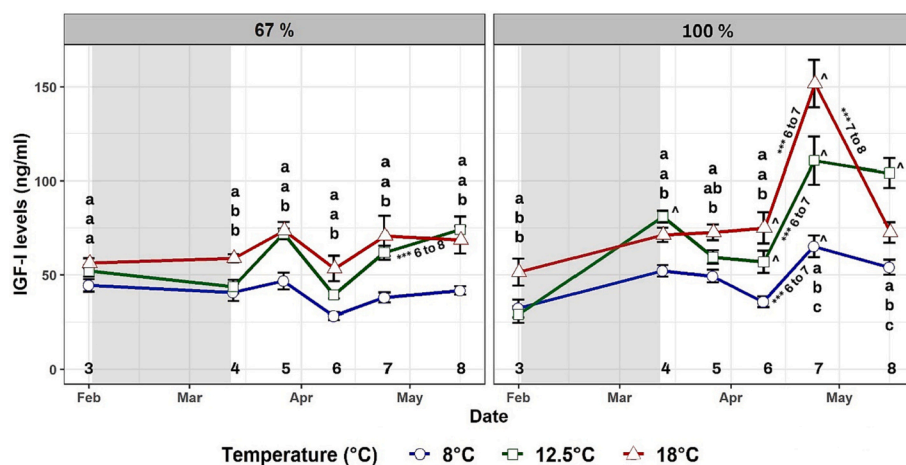 67 %
100 %
IGF-I levels (ng/ml)
150
100
50
0
a
a
a
a
b
b
a
a
b
a
a
b
a
a
b
a
a
b
*** 6 to 8
3
4
5
6
7
8
a
b
b
a
a
b
^
a
ab
b
a
a
b
^
^
*** 6 to 7
*** 6 to 7
*** 6 to 7
*** 7 to 8
^
^
^
a
b
c
^
a
b
c
3
4
5
6
7
8
Feb
Mar
Apr
May
Feb
Mar
Apr
May
Date
Temperature (°C)
8°C
12.5°C
18°C